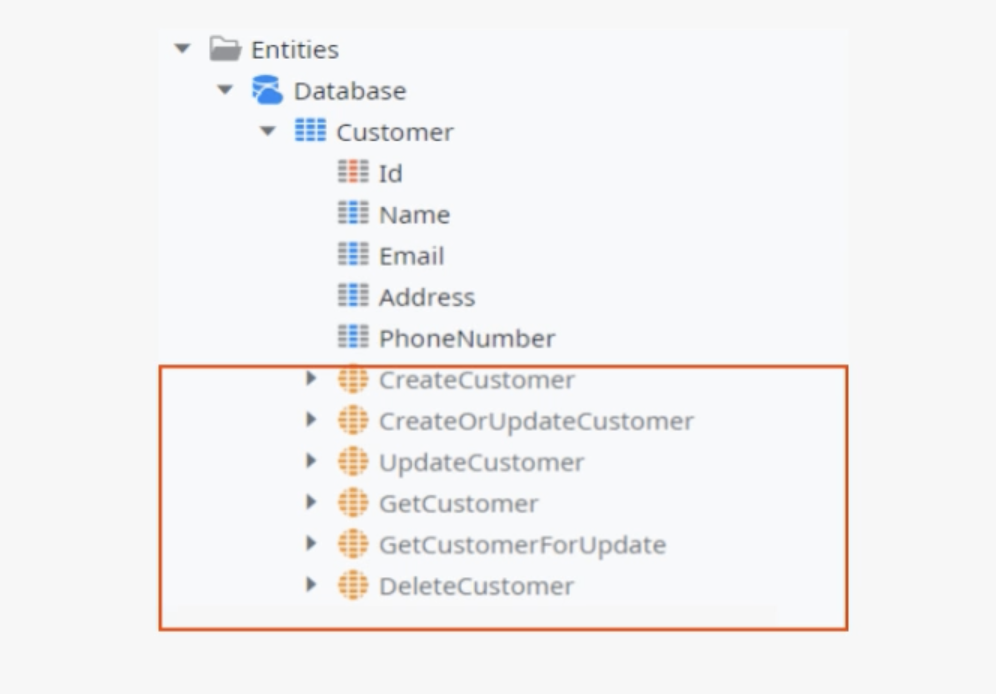 Entities
Database
Customer
Id
Name
Email
Address
PhoneNumber
CreateCustomer
CreateOrUpdateCustomer
UpdateCustomer
GetCustomer
GetCustomerForUpdate
DeleteCustomer